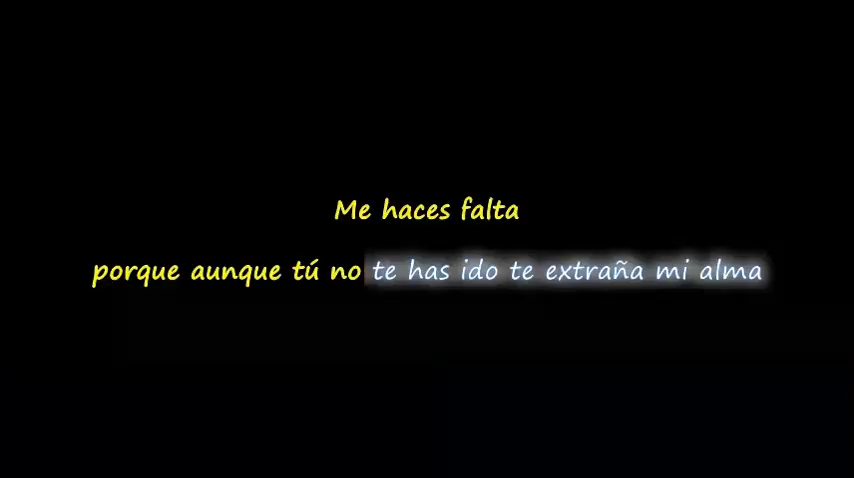 Me haces falta
porque aunque tú no te has ido te extraña mi alma